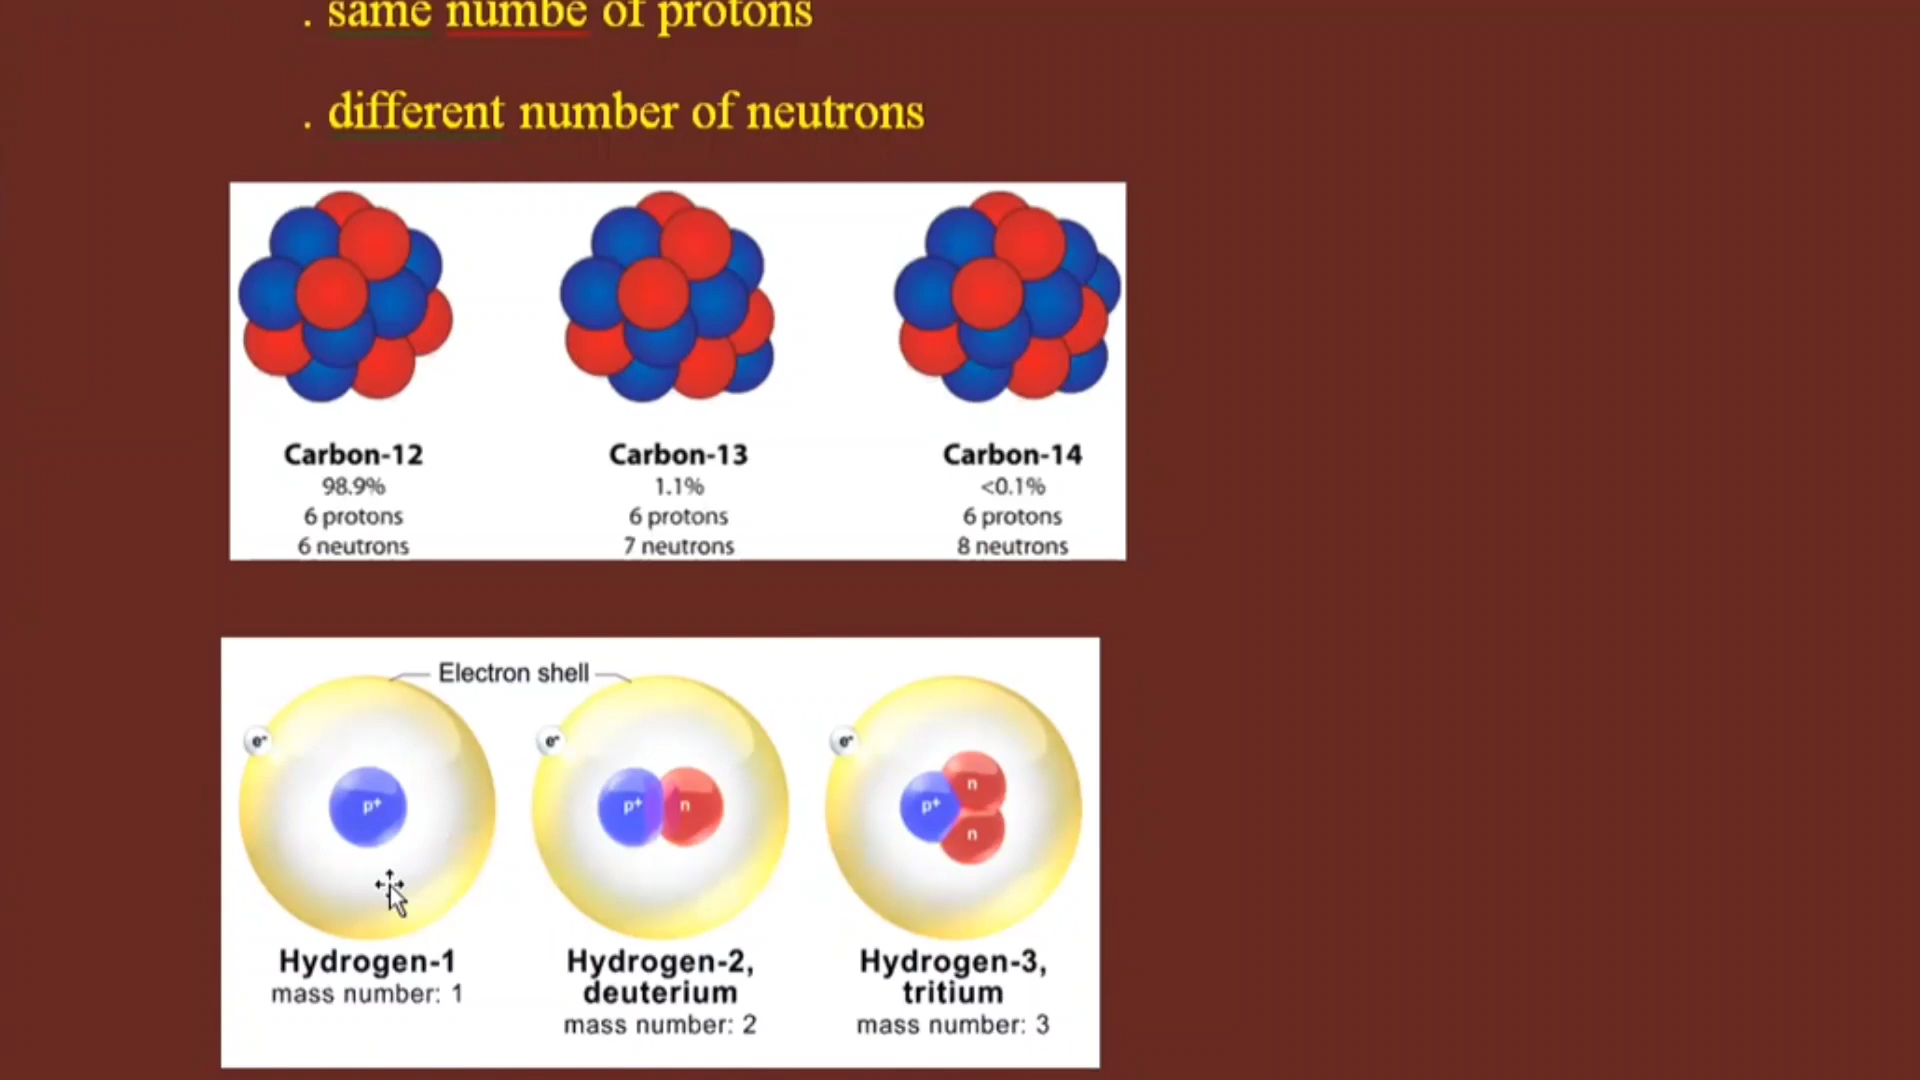 . same numbe of protons
. different number of neutrons
Carbon-12
98.9%
6 protons
6 neutrons
Carbon-13
1.1%
6 protons
7 neutrons
Carbon-14
<0.1%
6 protons
8 neutrons
Electron shell
e-
p+
Hydrogen-1
mass number: 1
e-
p+
n
Hydrogen-2,
deuterium
mass number: 2
e-
p+
n
n
Hydrogen-3,
tritium
mass number: 3